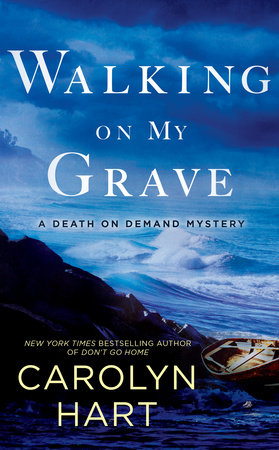 WALKING
ON MY
GRAVE
A DEATH ON DEMAND MYSTERY
NEW YORK TIMES BESTSELLING AUTHOR
OF DON'T GO HOME
CAROLYN
HART